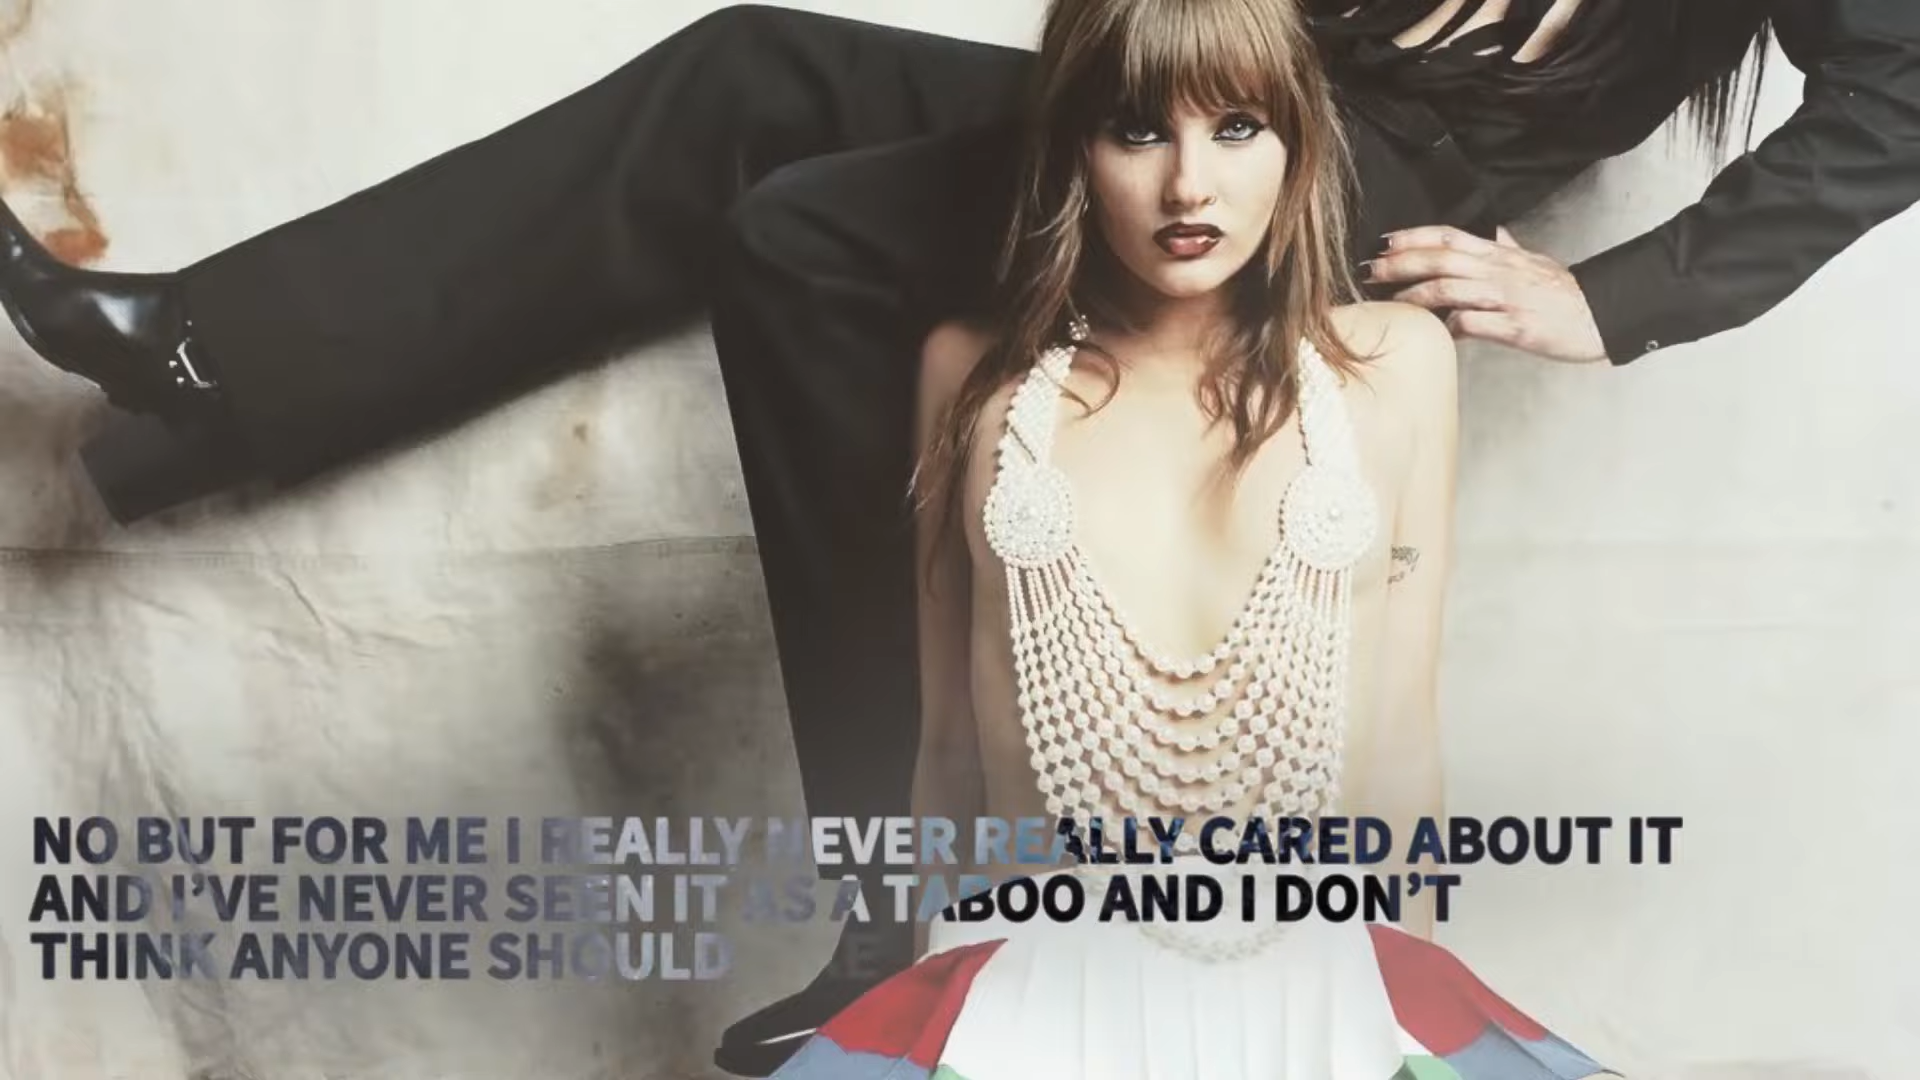 NO BUT FOR ME I REALLY NEVER REALLY CARED ABOUT IT
AND I'VE NEVER SEEN IT AS A TABOO AND I DON'T
THINK ANYONE SHOULD